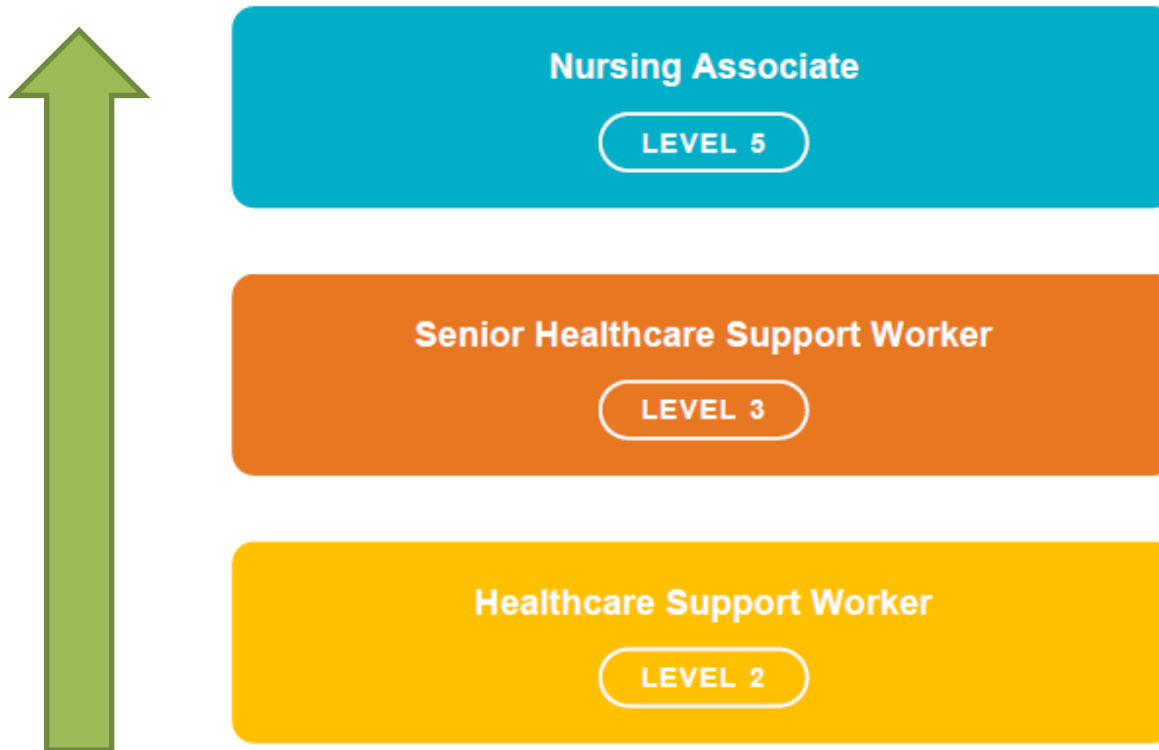 Nursing Associate
LEVEL 5
Senior Healthcare Support Worker
LEVEL 3
Healthcare Support Worker
LEVEL 2